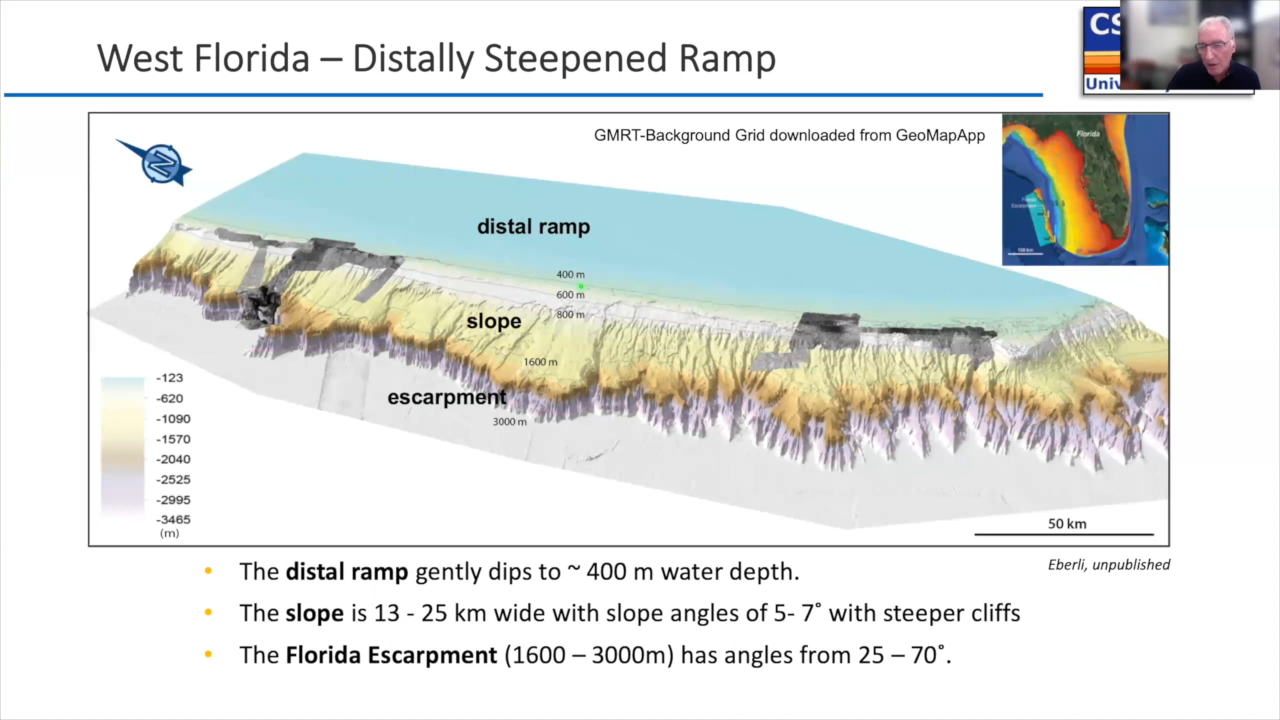 West Florida – Distally Steepened Ramp
CS
Univ
GMRT-Background Grid downloaded from GeoMapApp
Florida
N
distal ramp
400 m
600 m
800 m
slope
1600 m
escarpment
3000 m
-123
-620
-1090
-1570
-2040
-2525
-2995
-3465
(m)
50 km
Eberli, unpublished
• The distal ramp gently dips to ~ 400 m water depth.
• The slope is 13 - 25 km wide with slope angles of 5- 7˚ with steeper cliffs
• The Florida Escarpment (1600 – 3000m) has angles from 25 – 70˚.